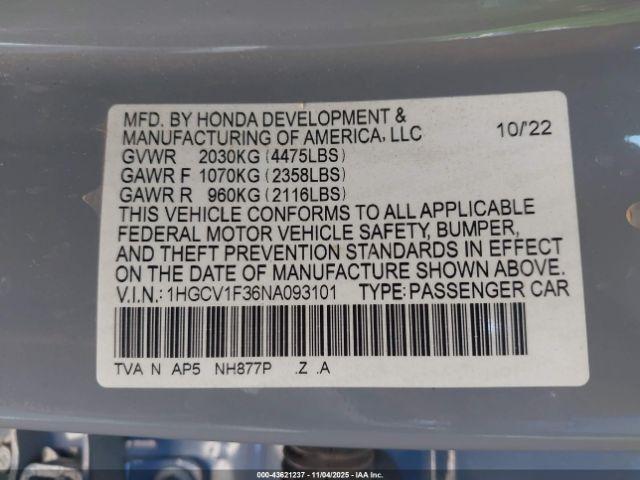 MFD. BY HONDA DEVELOPMENT &
MANUFACTURING OF AMERICA, LLC 10/'22
GVWR 2030KG (4475LBS)
GAWR F 1070KG (2358LBS)
GAWR R 960KG (2116LBS)
THIS VEHICLE CONFORMS TO ALL APPLICABLE
FEDERAL MOTOR VEHICLE SAFETY, BUMPER,
AND THEFT PREVENTION STANDARDS IN EFFECT
ON THE DATE OF MANUFACTURE SHOWN ABOVE.
V.I.N.: 1HGCV1F36NA093101 TYPE: PASSENGER CAR
TVA N AP5 NH877P .Z .A
000-43621237 - 11/04/2025 - IAA Inc.